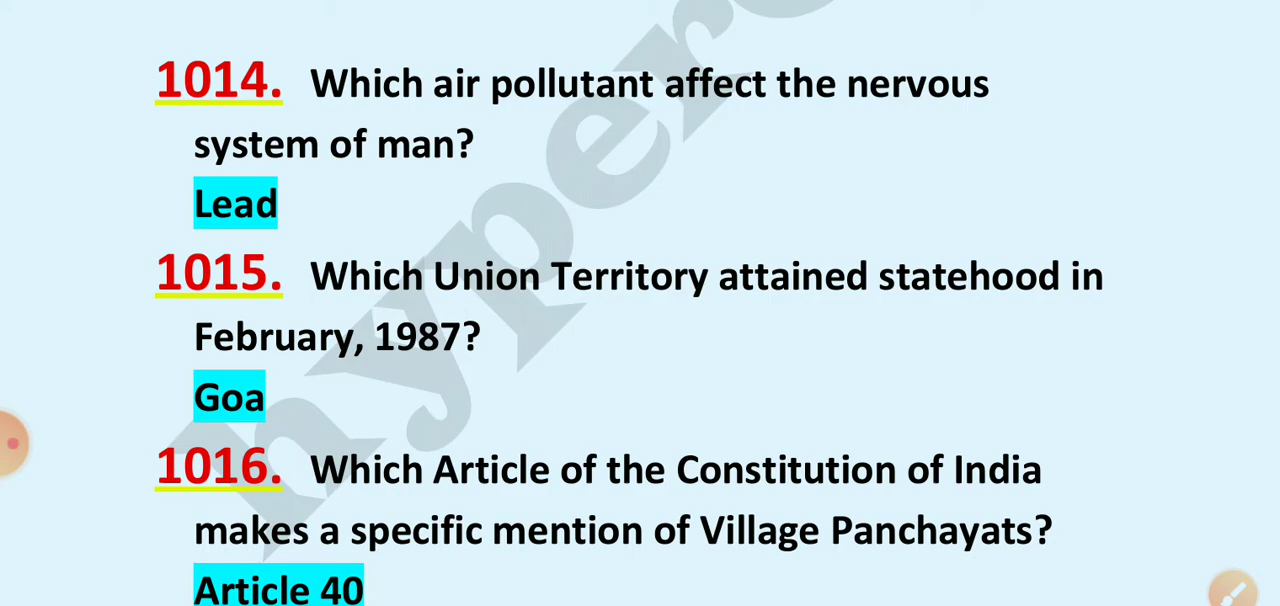 1014. Which air pollutant affect the nervous
system of man?
Lead
1015. Which Union Territory attained statehood in
February, 1987?
Goa
1016. Which Article of the Constitution of India
makes a specific mention of Village Panchayats?
Article 40
hyper